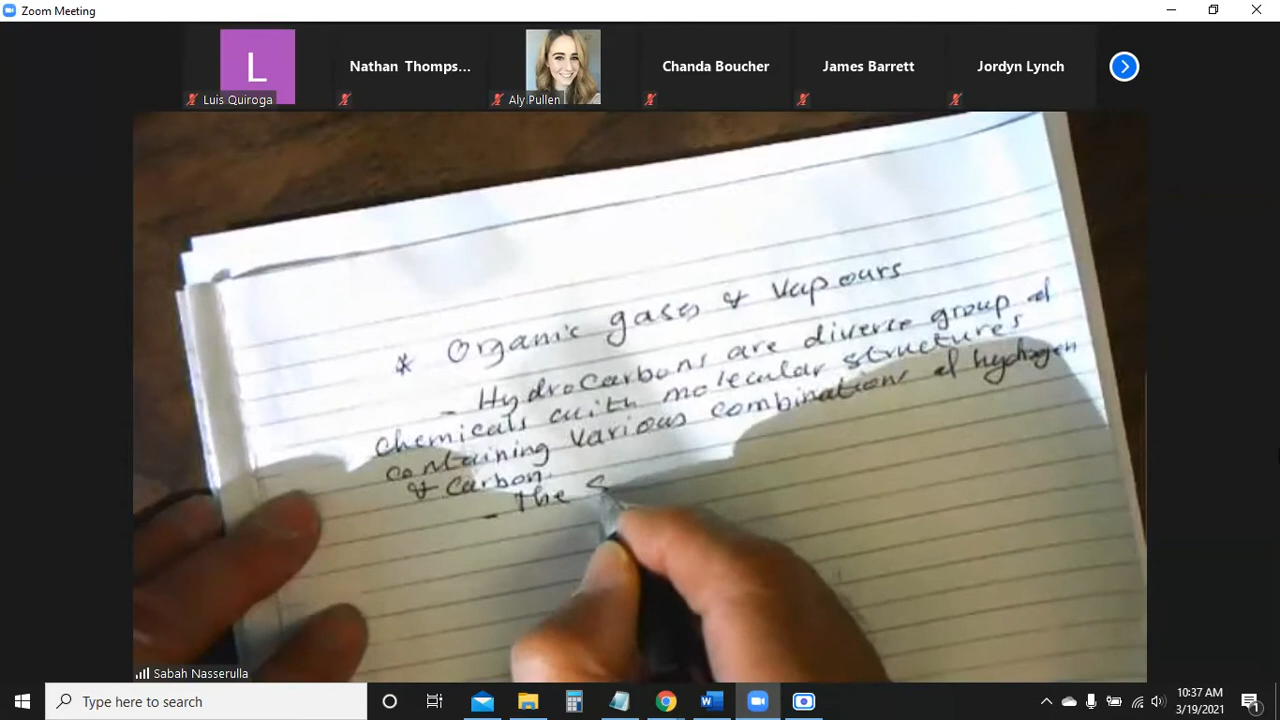 Zoom Meeting
L
Luis Quiroga
Nathan Thomps...
Aly Pullen
Chanda Boucher
James Barrett
Jordyn Lynch
* Organic gases & Vapours
- Hydrocarbons are diverse group of
chemicals with molecular structures
containing various combinations of hydrogen
& Carbon.
- The S
Sabah Nasserulla
Type here to search
10:37 AM
3/19/2021
1